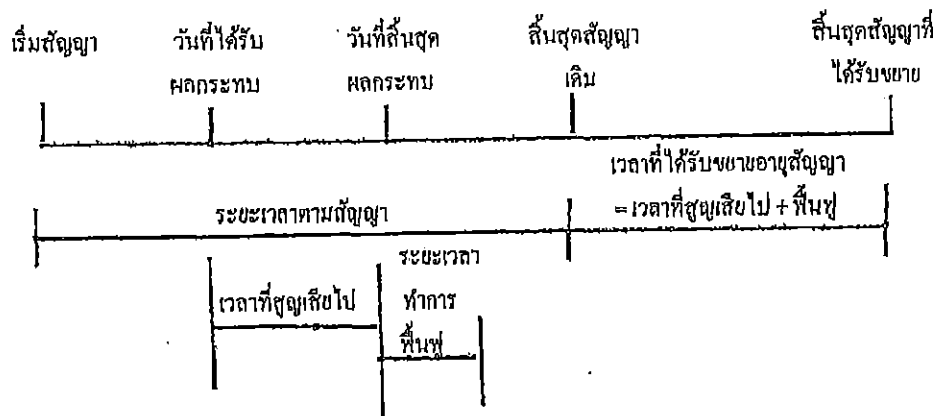 เริ่มสัญญา
วันที่ได้รับ
ผลกระทบ
วันที่สิ้นสุด
ผลกระทบ
สิ้นสุดสัญญา
เดิม
สิ้นสุดสัญญาที่
ได้รับขยาย
เวลาที่ได้รับขยายอายุสัญญา
=เวลาที่สูญเสียไป + ฟื้นฟู
ระยะเวลาตามสัญญา
เวลาที่สูญเสียไป
ระยะเวลา
ทำการ
ฟื้นฟู